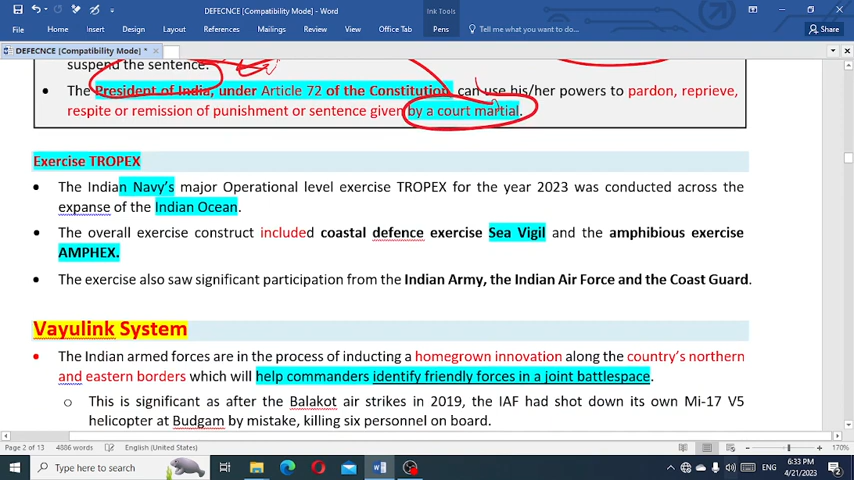 DEFECNCE [Compatibility Mode] - Word
Ink Tools
File
Home
Insert
Design
Layout
References
Mailings
Review
View
Office Tab
Pens
Tell me what you want to do...
Share
DEFECNCE [Compatibility Mode] *
suspend the sentence.
• The President of India, under Article 72 of the Constitution, can use his/her powers to pardon, reprieve,
respite or remission of punishment or sentence given by a court martial.
Exercise TROPEX
• The Indian Navy's major Operational level exercise TROPEX for the year 2023 was conducted across the
expanse of the Indian Ocean.
• The overall exercise construct included coastal defence exercise Sea Vigil and the amphibious exercise
AMPHEX.
• The exercise also saw significant participation from the Indian Army, the Indian Air Force and the Coast Guard.
Vayulink System
• The Indian armed forces are in the process of inducting a homegrown innovation along the country's northern
and eastern borders which will help commanders identify friendly forces in a joint battlespace.
o This is significant as after the Balakot air strikes in 2019, the IAF had shot down its own Mi-17 V5
helicopter at Budgam by mistake, killing six personnel on board.
Page 2 of 13
4886 words
English (United States)
170%
Type here to search
ENG
6:33 PM
4/21/2023
2